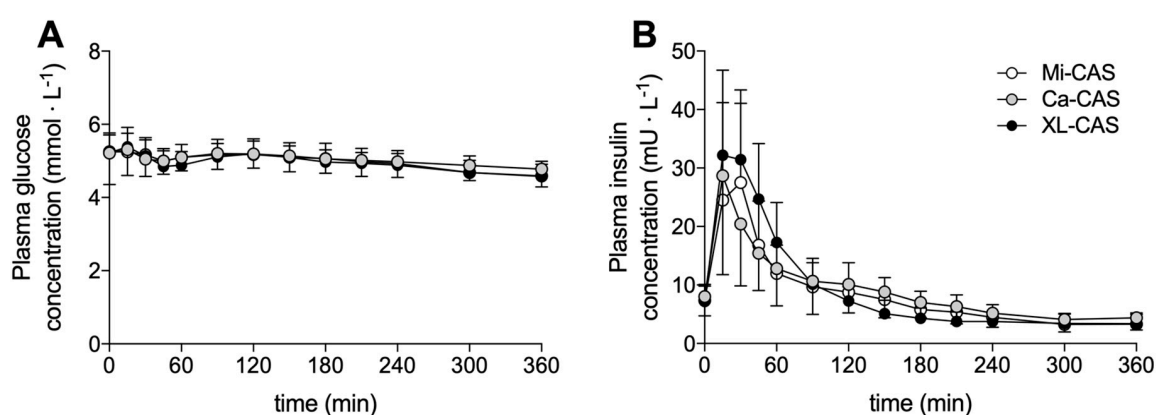 A
Plasma glucose
concentration (mmol · L⁻¹)
8
6
4
2
0
0 60 120 180 240 300 360
time (min)
B
Plasma insulin
concentration (mU · L⁻¹)
50
40
30
20
10
0
0 60 120 180 240 300 360
time (min)
Mi-CAS
Ca-CAS
XL-CAS